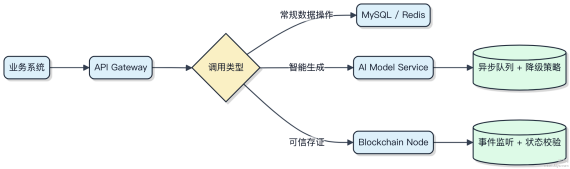 业务系统
API Gateway
调用类型
常规数据操作
MySQL / Redis
智能生成
AI Model Service
异步队列 + 降级策略
可信存证
Blockchain Node
事件监听 + 状态校验